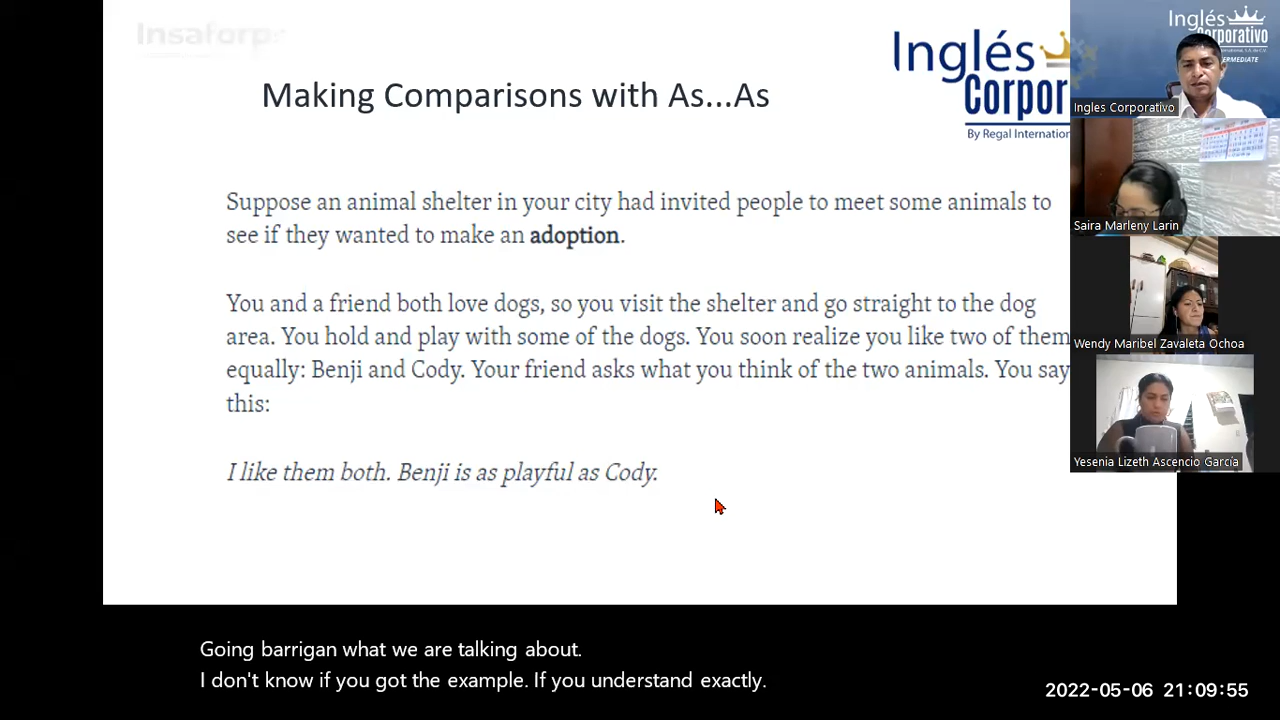 Insaforp
Inglés
Corpor
By Regal Internation
Making Comparisons with As...As
Suppose an animal shelter in your city had invited people to meet some animals to
see if they wanted to make an adoption.
You and a friend both love dogs, so you visit the shelter and go straight to the dog
area. You hold and play with some of the dogs. You soon realize you like two of them
equally: Benji and Cody. Your friend asks what you think of the two animals. You say
this:
I like them both. Benji is as playful as Cody.
Inglés
Corporativo
Ingles Corporativo
Saira Marleny Larin
Wendy Maribel Zavaleta Ochoa
Yesenia Lizeth Ascencio García
Going barrigan what we are talking about.
I don't know if you got the example. If you understand exactly.
2022-05-06 21:09:55